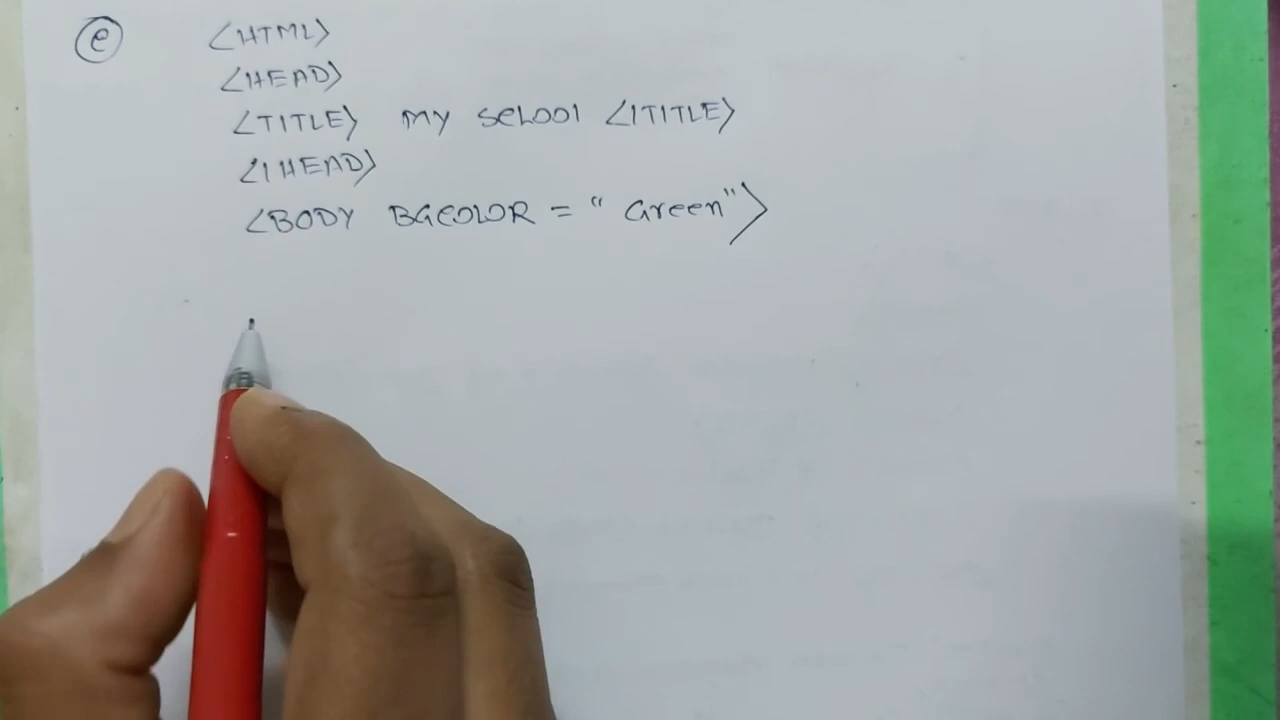 e <HTML>
<HEAD>
<TITLE> My School </TITLE>
</HEAD>
<BODY BGCOLOR = "Green">